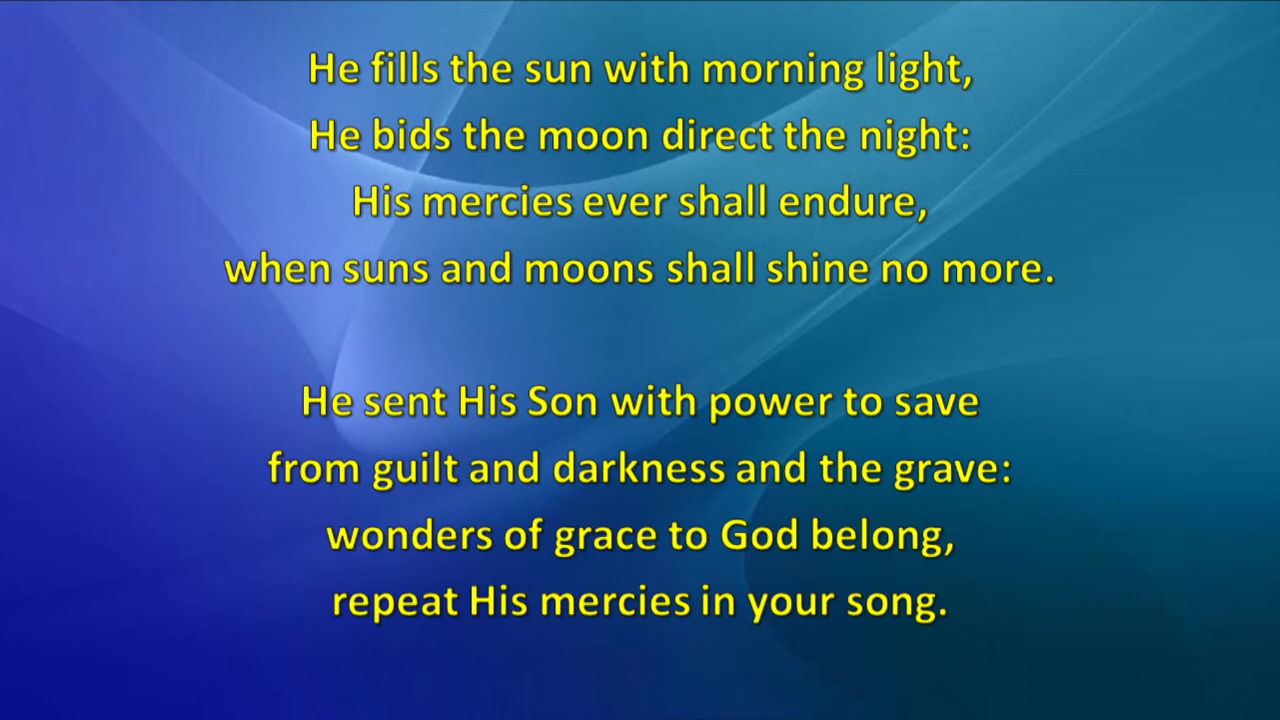 He fills the sun with morning light,
He bids the moon direct the night:
His mercies ever shall endure,
when suns and moons shall shine no more.

He sent His Son with power to save
from guilt and darkness and the grave:
wonders of grace to God belong,
repeat His mercies in your song.